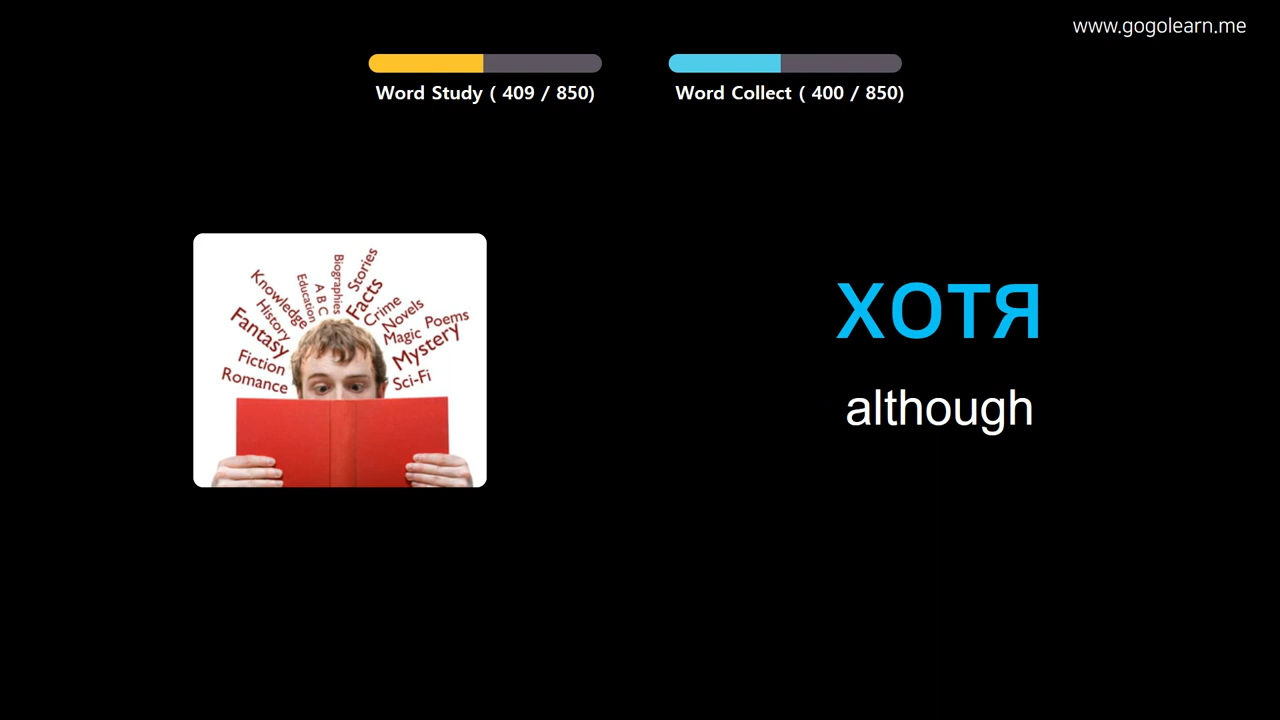 www.gogolearn.me
Word Study ( 409 / 850)
Word Collect ( 400 / 850)
Biographies
Stories
Knowledge
Education
A B C
Facts
History
Crime
Novels
Fantasy
Magic
Poems
Fiction
Mystery
Romance
Sci-Fi
хотя
although